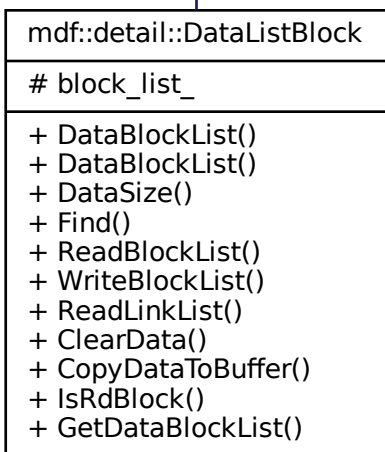 mdf::detail::DataListBlock
# block_list_
+ DataBlockList()
+ DataBlockList()
+ DataSize()
+ Find()
+ ReadBlockList()
+ WriteBlockList()
+ ReadLinkList()
+ ClearData()
+ CopyDataToBuffer()
+ IsRdBlock()
+ GetDataBlockList()